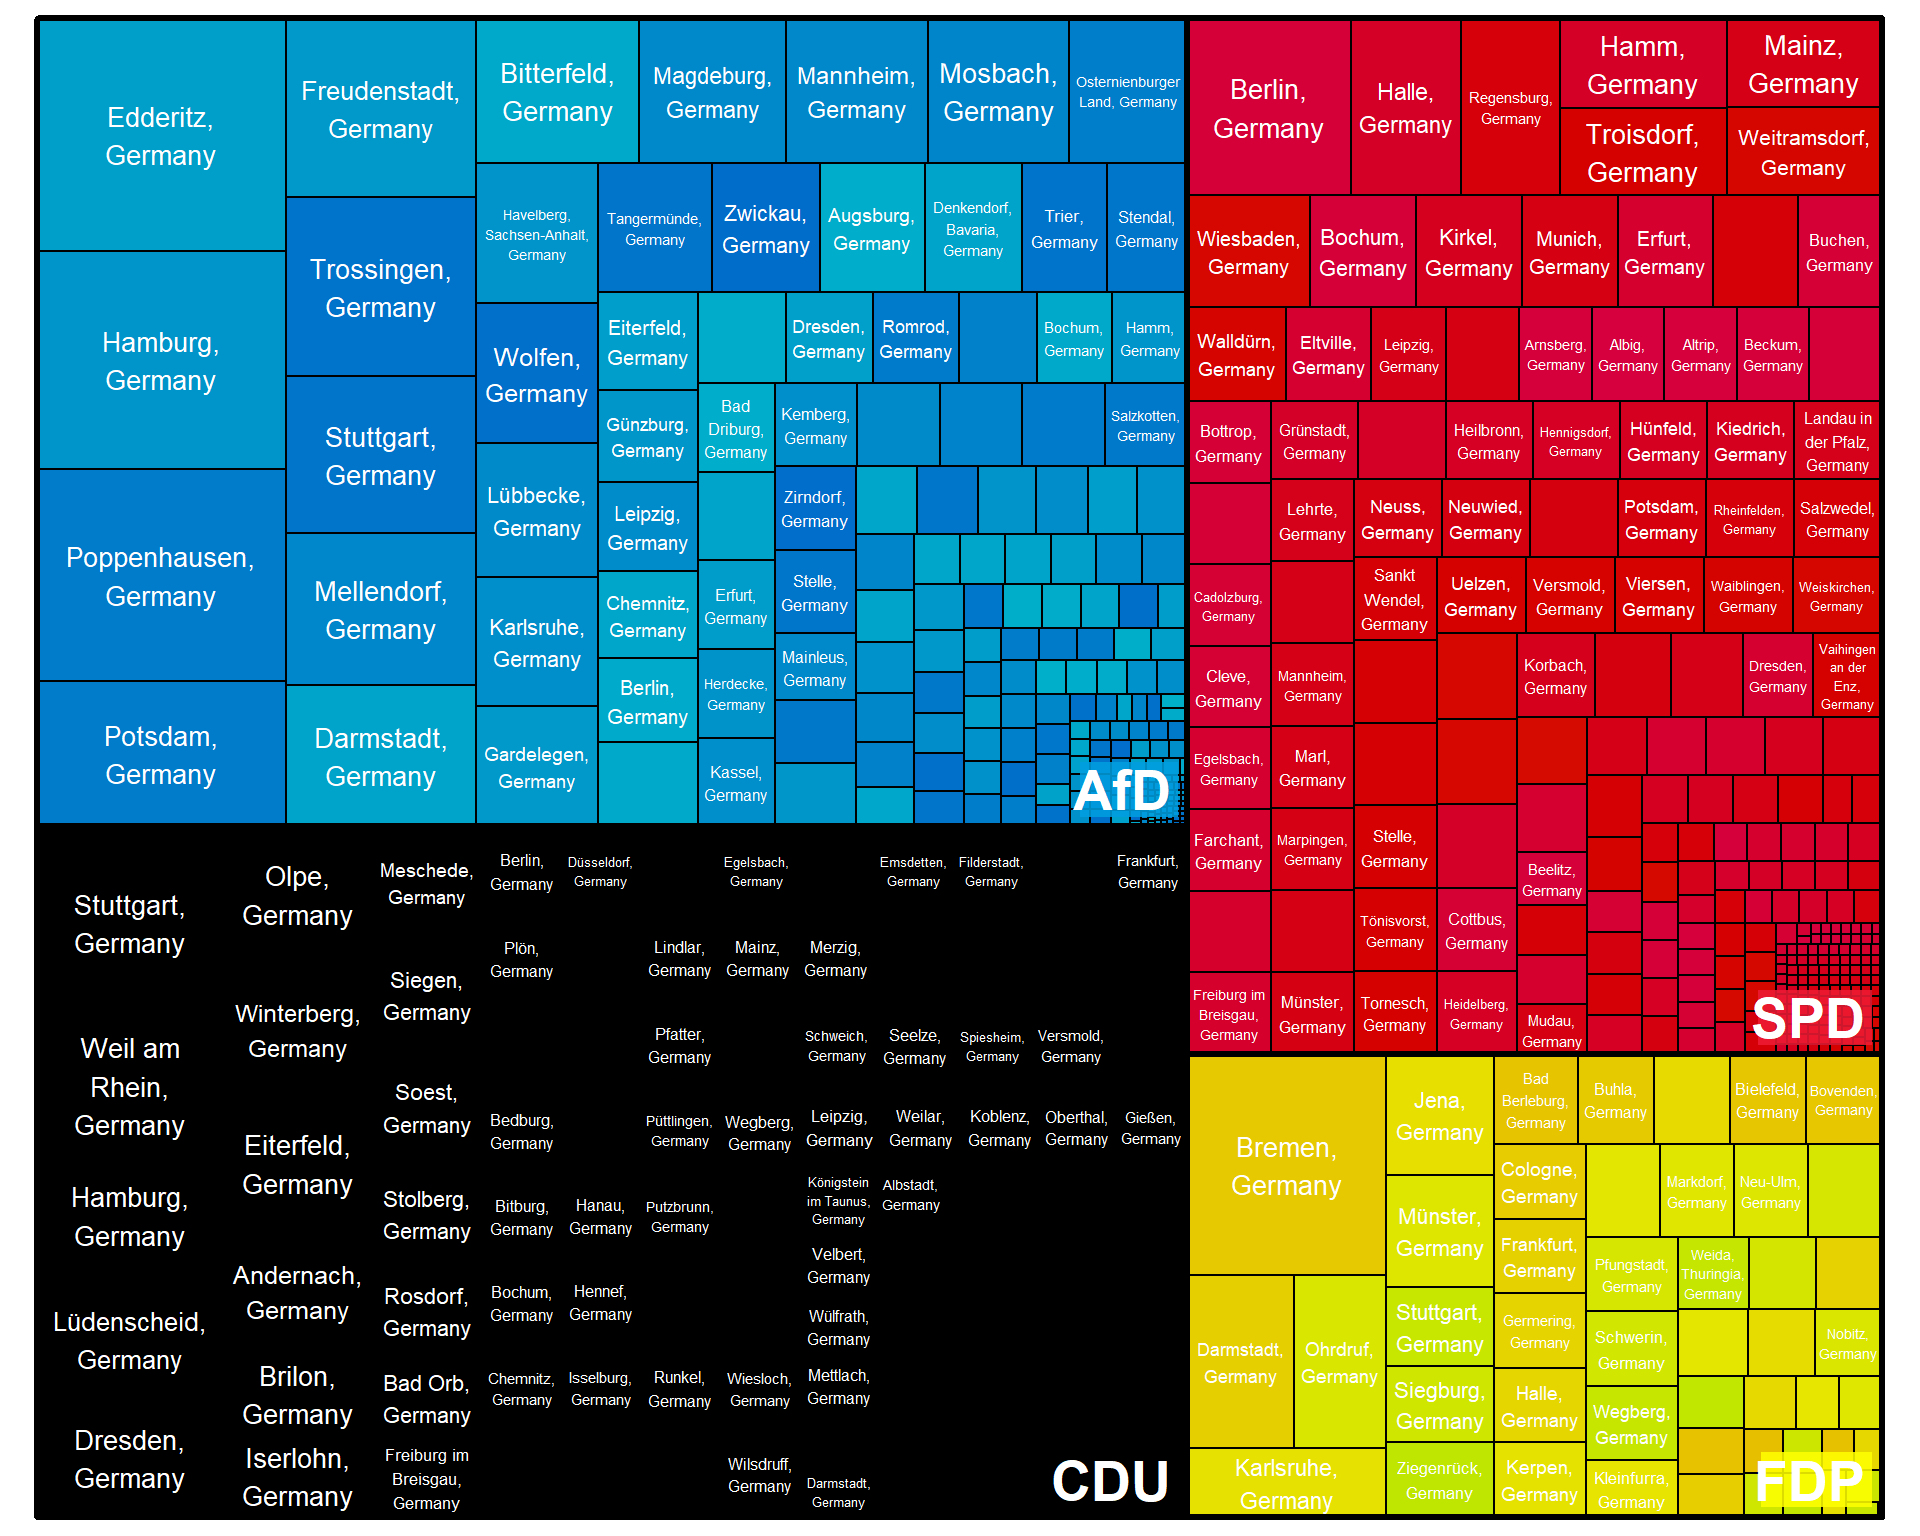 Edderitz,
Germany
Hamburg,
Germany
Poppenhausen,
Germany
Potsdam,
Germany
Freudenstadt,
Germany
Trossingen,
Germany
Stuttgart,
Germany
Mellendorf,
Germany
Darmstadt,
Germany
Bitterfeld,
Germany
Magdeburg,
Germany
Mannheim,
Germany
Mosbach,
Germany
Osternienburger
Land, Germany
Havelberg,
Sachsen-Anhalt,
Germany
Wolfen,
Germany
Lübbecke,
Germany
Karlsruhe,
Germany
Gardelegen,
Germany
Tangermünde,
Germany
Zwickau,
Germany
Augsburg,
Germany
Denkendorf,
Bavaria,
Germany
Trier,
Germany
Stendal,
Germany
Eiterfeld,
Germany
Günzburg,
Germany
Leipzig,
Germany
Chemnitz,
Germany
Berlin,
Germany
Dresden,
Germany
Romrod,
Germany
Bochum,
Germany
Hamm,
Germany
Bad
Driburg,
Germany
Erfurt,
Germany
Herdecke,
Germany
Kassel,
Germany
Kemberg,
Germany
Salzkotten,
Germany
Zirndorf,
Germany
Stelle,
Germany
Mainleus,
Germany
AfD
Stuttgart,
Germany
Weil am
Rhein,
Germany
Hamburg,
Germany
Lüdenscheid,
Germany
Dresden,
Germany
Olpe,
Germany
Winterberg,
Germany
Eiterfeld,
Germany
Andernach,
Germany
Brilon,
Germany
Iserlohn,
Germany
Meschede,
Germany
Siegen,
Germany
Soest,
Germany
Stolberg,
Germany
Rosdorf,
Germany
Bad Orb,
Germany
Freiburg im
Breisgau,
Germany
Berlin,
Germany
Düsseldorf,
Germany
Egelsbach,
Germany
Emsdetten,
Germany
Filderstadt,
Germany
Frankfurt,
Germany
Plön,
Germany
Lindlar,
Germany
Mainz,
Germany
Merzig,
Germany
Pfatter,
Germany
Schweich,
Germany
Seelze,
Germany
Spiesheim,
Germany
Versmold,
Germany
Bedburg,
Germany
Püttlingen,
Germany
Wegberg,
Germany
Leipzig,
Germany
Weilar,
Germany
Koblenz,
Germany
Oberthal,
Germany
Gießen,
Germany
Bitburg,
Germany
Hanau,
Germany
Putzbrunn,
Germany
Königstein
im Taunus,
Germany
Albstadt,
Germany
Velbert,
Germany
Bochum,
Germany
Hennef,
Germany
Wülfrath,
Germany
Chemnitz,
Germany
Isselburg,
Germany
Runkel,
Germany
Wiesloch,
Germany
Mettlach,
Germany
Wilsdruff,
Germany
Darmstadt,
Germany
CDU
Berlin,
Germany
Halle,
Germany
Regensburg,
Germany
Hamm,
Germany
Troisdorf,
Germany
Mainz,
Germany
Weitramsdorf,
Germany
Wiesbaden,
Germany
Bochum,
Germany
Kirkel,
Germany
Munich,
Germany
Erfurt,
Germany
Buchen,
Germany
Walldürn,
Germany
Eltville,
Germany
Leipzig,
Germany
Arnsberg,
Germany
Albig,
Germany
Altrip,
Germany
Beckum,
Germany
Bottrop,
Germany
Grünstadt,
Germany
Heilbronn,
Germany
Hennigsdorf,
Germany
Hünfeld,
Germany
Kiedrich,
Germany
Landau in
der Pfalz,
Germany
Lehrte,
Germany
Neuss,
Germany
Neuwied,
Germany
Potsdam,
Germany
Rheinfelden,
Germany
Salzwedel,
Germany
Cadolzburg,
Germany
Sankt
Wendel,
Germany
Uelzen,
Germany
Versmold,
Germany
Viersen,
Germany
Waiblingen,
Germany
Weiskirchen,
Germany
Cleve,
Germany
Mannheim,
Germany
Korbach,
Germany
Dresden,
Germany
Vaihingen
an der
Enz,
Germany
Egelsbach,
Germany
Marl,
Germany
Farchant,
Germany
Marpingen,
Germany
Stelle,
Germany
Beelitz,
Germany
Tönisvorst,
Germany
Cottbus,
Germany
Freiburg im
Breisgau,
Germany
Münster,
Germany
Tornesch,
Germany
Heidelberg,
Germany
Mudau,
Germany
SPD
Bremen,
Germany
Darmstadt,
Germany
Ohrdruf,
Germany
Karlsruhe,
Germany
Jena,
Germany
Münster,
Germany
Stuttgart,
Germany
Siegburg,
Germany
Ziegenrück,
Germany
Bad
Berleburg,
Germany
Buhla,
Germany
Bielefeld,
Germany
Bovenden,
Germany
Cologne,
Germany
Frankfurt,
Germany
Germering,
Germany
Halle,
Germany
Kerpen,
Germany
Markdorf,
Germany
Neu-Ulm,
Germany
Pfungstadt,
Germany
Weida,
Thuringia,
Germany
Schwerin,
Germany
Nobitz,
Germany
Wegberg,
Germany
Kleinfurra,
Germany
FDP